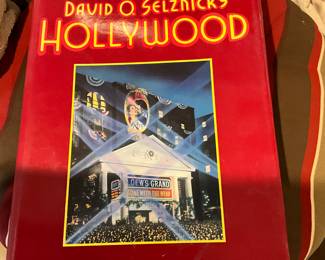 DAVID O. SELZNICK'S
HOLLYWOOD
LOEW'S GRAND
GONE WITH THE WIND